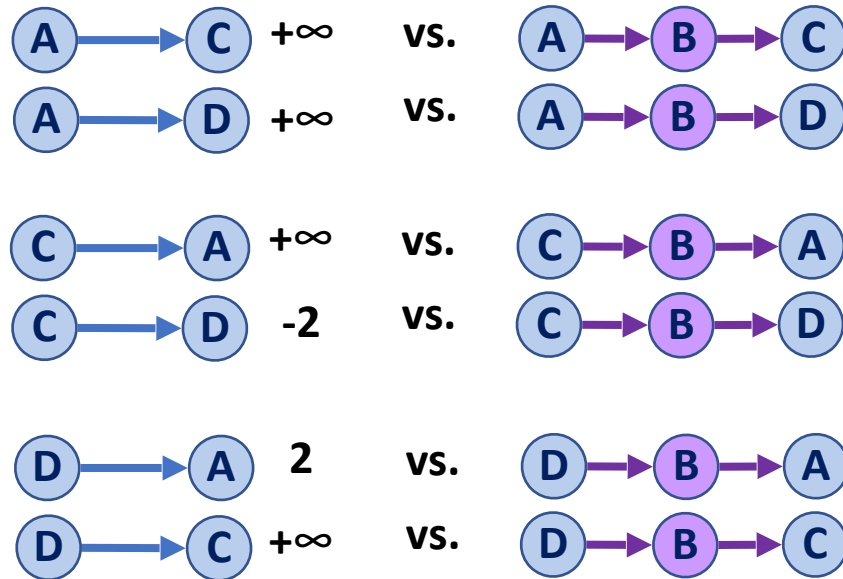 A C +∞ vs. A B C
A D +∞ vs. A B D
C A +∞ vs. C B A
C D -2 vs. C B D
D A 2 vs. D B A
D C +∞ vs. D B C